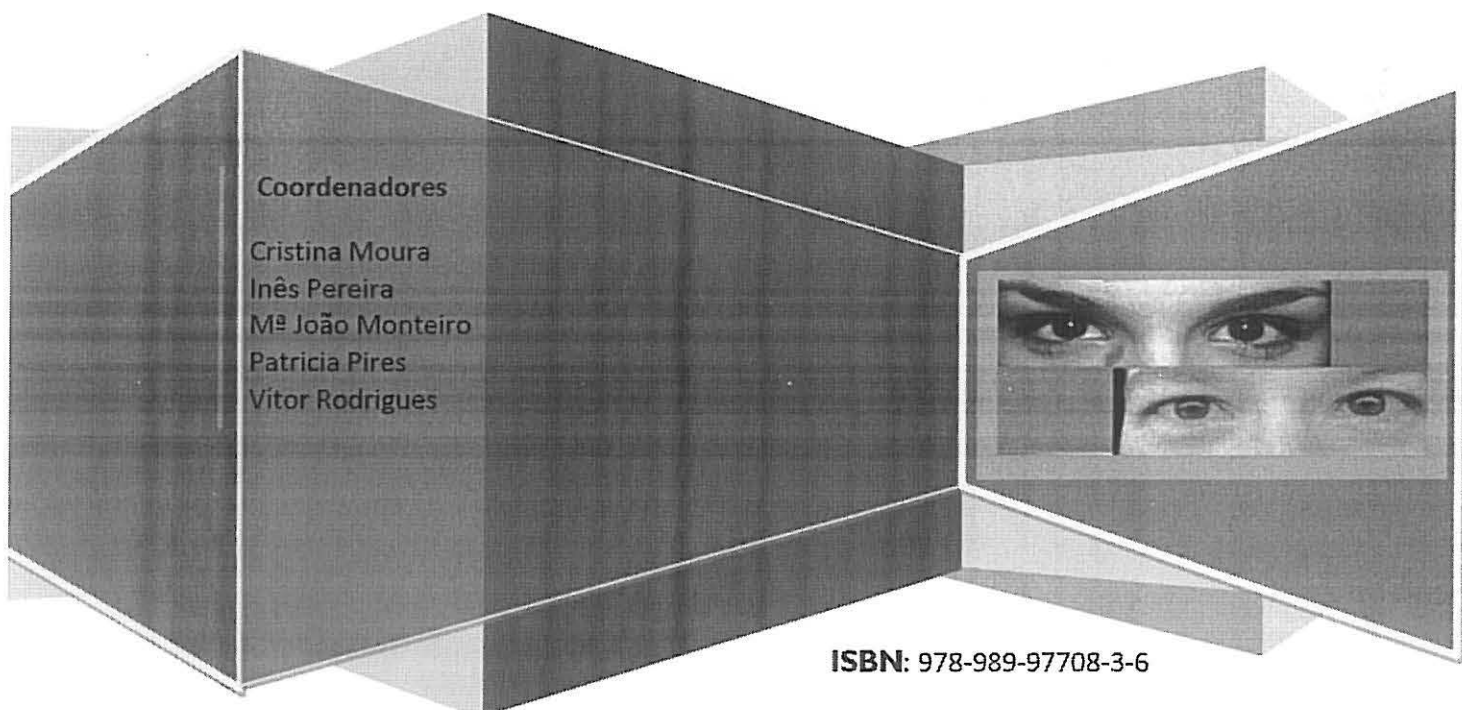 Coordenadores
Cristina Moura
Inês Pereira
Mª João Monteiro
Patricia Pires
Vítor Rodrigues
ISBN: 978-989-97708-3-6